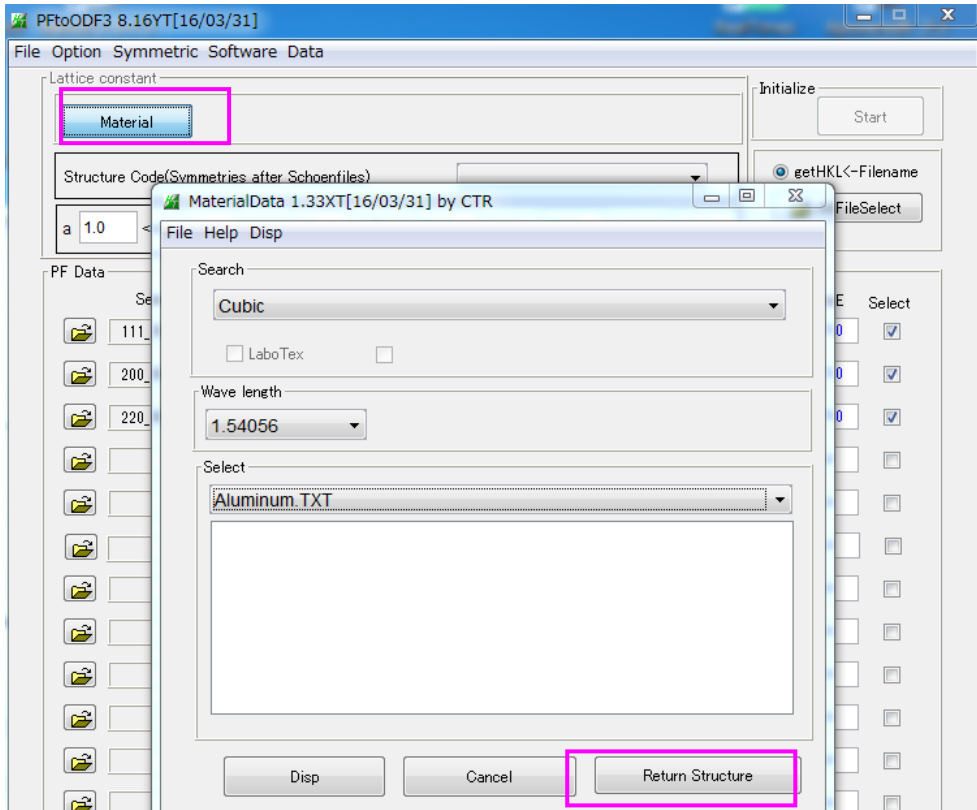 PFtoODF3 8.16YT[16/03/31]
File Option Symmetric Software Data
Lattice constant
Material
Initialize
Start
Structure Code(Symmetries after Schoenfiles)
getHKL<-Filename
FileSelect
a 1.0 <
MaterialData 1.33XT[16/03/31] by CTR
File Help Disp
PF Data
Select
111_
200_
220_
Search
Cubic
LaboTex
Wave length
1.54056
Select
Aluminum.TXT
Disp
Cancel
Return Structure